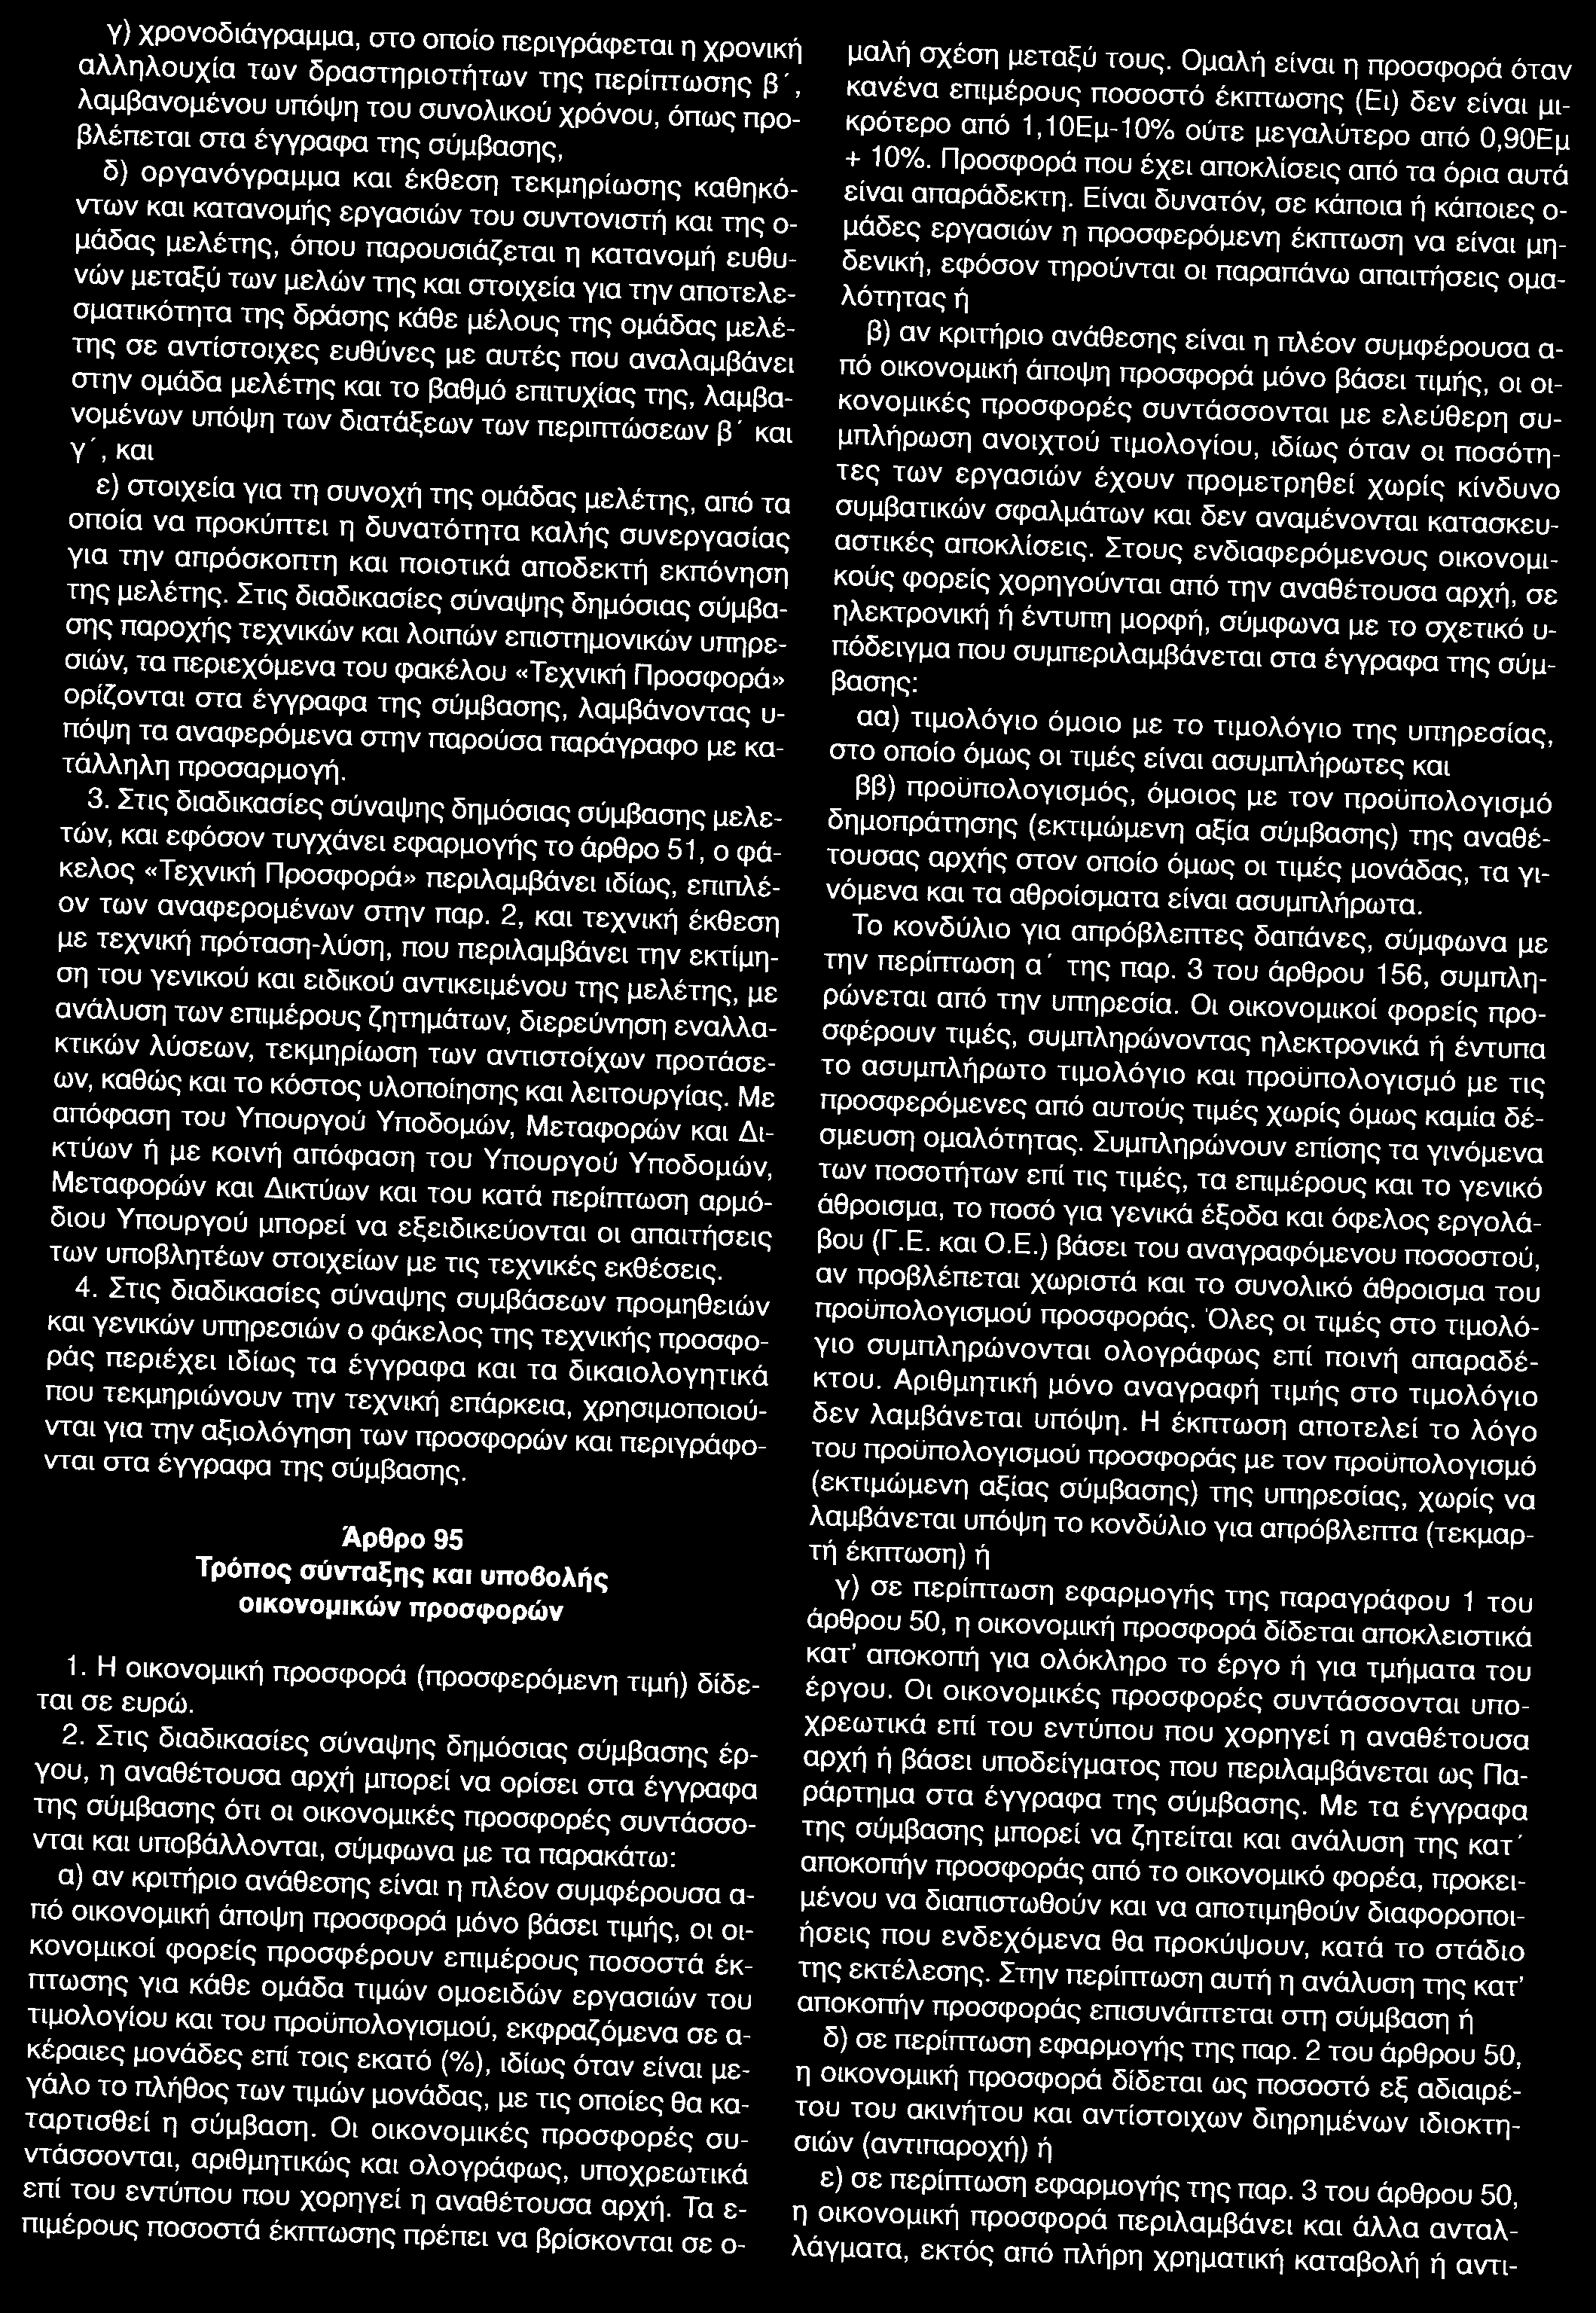 γ) χρονοδιάγραμμα, στο οποίο περιγράφεται η χρονική
αλληλουχία των δραστηριοτήτων της περίπτωσης β΄,
λαμβανομένου υπόψη του συνολικού χρόνου, όπως προ-
βλέπεται στα έγγραφα της σύμβασης,
δ) οργανόγραμμα και έκθεση τεκμηρίωσης καθηκό-
ντων και κατανομής εργασιών του συντονιστή και της ο-
μάδας μελέτης, όπου παρουσιάζεται η κατανομή ευθυ-
νών μεταξύ των μελών της και στοιχεία για την αποτελε-
σματικότητα της δράσης κάθε μέλους της ομάδας μελέ-
της σε αντίστοιχες ευθύνες με αυτές που αναλαμβάνει
στην ομάδα μελέτης και το βαθμό επιτυχίας της, λαμβα-
νομένων υπόψη των διατάξεων των περιπτώσεων β΄ και
γ΄, και
ε) στοιχεία για τη συνοχή της ομάδας μελέτης, από τα
οποία να προκύπτει η δυνατότητα καλής συνεργασίας
για την απρόσκοπτη και ποιοτικά αποδεκτή εκπόνηση
της μελέτης. Στις διαδικασίες σύναψης δημόσιας σύμβα-
σης παροχής τεχνικών και λοιπών επιστημονικών υπηρε-
σιών, τα περιεχόμενα του φακέλου «Τεχνική Προσφορά»
ορίζονται στα έγγραφα της σύμβασης, λαμβάνοντας υ-
πόψη τα αναφερόμενα στην παρούσα παράγραφο με κα-
τάλληλη προσαρμογή.
3. Στις διαδικασίες σύναψης δημόσιας σύμβασης μελε-
τών, και εφόσον τυγχάνει εφαρμογής το άρθρο 51, ο φά-
κελος «Τεχνική Προσφορά» περιλαμβάνει ιδίως, επιπλέ-
ον των αναφερομένων στην παρ. 2, και τεχνική έκθεση
με τεχνική πρόταση-λύση, που περιλαμβάνει την εκτίμη-
ση του γενικού και ειδικού αντικειμένου της μελέτης, με
ανάλυση των επιμέρους ζητημάτων, διερεύνηση εναλλα-
κτικών λύσεων, τεκμηρίωση των αντιστοίχων προτάσε-
ων, καθώς και το κόστος υλοποίησης και λειτουργίας. Με
απόφαση του Υπουργού Υποδομών, Μεταφορών και Δι-
κτύων ή με κοινή απόφαση του Υπουργού Υποδομών,
Μεταφορών και Δικτύων και του κατά περίπτωση αρμό-
διου Υπουργού μπορεί να εξειδικεύονται οι απαιτήσεις
των υποβλητέων στοιχείων με τις τεχνικές εκθέσεις.
4. Στις διαδικασίες σύναψης συμβάσεων προμηθειών
και γενικών υπηρεσιών ο φάκελος της τεχνικής προσφο-
ράς περιέχει ιδίως τα έγγραφα και τα δικαιολογητικά
που τεκμηριώνουν την τεχνική επάρκεια, χρησιμοποιού-
νται για την αξιολόγηση των προσφορών και περιγράφο-
νται στα έγγραφα της σύμβασης.
Άρθρο 95
Τρόπος σύνταξης και υποβολής
οικονομικών προσφορών
1. Η οικονομική προσφορά (προσφερόμενη τιμή) δίδε-
ται σε ευρώ.
2. Στις διαδικασίες σύναψης δημόσιας σύμβασης έρ-
γου, η αναθέτουσα αρχή μπορεί να ορίσει στα έγγραφα
της σύμβασης ότι οι οικονομικές προσφορές συντάσσο-
νται και υποβάλλονται, σύμφωνα με τα παρακάτω:
α) αν κριτήριο ανάθεσης είναι η πλέον συμφέρουσα α-
πό οικονομική άποψη προσφορά μόνο βάσει τιμής, οι οι-
κονομικοί φορείς προσφέρουν επιμέρους ποσοστά έκ-
πτωσης για κάθε ομάδα τιμών ομοειδών εργασιών του
τιμολογίου και του προϋπολογισμού, εκφραζόμενα σε α-
κέραιες μονάδες επί τοις εκατό (%), ιδίως όταν είναι με-
γάλο το πλήθος των τιμών μονάδας, με τις οποίες θα κα-
ταρτισθεί η σύμβαση. Οι οικονομικές προσφορές συ-
ντάσσονται, αριθμητικώς και ολογράφως, υποχρεωτικά
επί του εντύπου που χορηγεί η αναθέτουσα αρχή. Τα ε-
πιμέρους ποσοστά έκπτωσης πρέπει να βρίσκονται σε ο-
μαλή σχέση μεταξύ τους. Ομαλή είναι η προσφορά όταν
κανένα επιμέρους ποσοστό έκπτωσης (Ει) δεν είναι μι-
κρότερο από 1,10Εμ-10% ούτε μεγαλύτερο από 0,90Εμ
+ 10%. Προσφορά που έχει αποκλίσεις από τα όρια αυτά
είναι απαράδεκτη. Είναι δυνατόν, σε κάποια ή κάποιες ο-
μάδες εργασιών η προσφερόμενη έκπτωση να είναι μη-
δενική, εφόσον τηρούνται οι παραπάνω απαιτήσεις ομα-
λότητας ή
β) αν κριτήριο ανάθεσης είναι η πλέον συμφέρουσα α-
πό οικονομική άποψη προσφορά μόνο βάσει τιμής, οι οι-
κονομικές προσφορές συντάσσονται με ελεύθερη συ-
μπλήρωση ανοιχτού τιμολογίου, ιδίως όταν οι ποσότη-
τες των εργασιών έχουν προμετρηθεί χωρίς κίνδυνο
συμβατικών σφαλμάτων και δεν αναμένονται κατασκευ-
αστικές αποκλίσεις. Στους ενδιαφερόμενους οικονομι-
κούς φορείς χορηγούνται από την αναθέτουσα αρχή, σε
ηλεκτρονική ή έντυπη μορφή, σύμφωνα με το σχετικό υ-
πόδειγμα που συμπεριλαμβάνεται στα έγγραφα της σύμ-
βασης:
αα) τιμολόγιο όμοιο με το τιμολόγιο της υπηρεσίας,
στο οποίο όμως οι τιμές είναι ασυμπλήρωτες και
ββ) προϋπολογισμός, όμοιος με τον προϋπολογισμό
δημοπράτησης (εκτιμώμενη αξία σύμβασης) της αναθέ-
τουσας αρχής στον οποίο όμως οι τιμές μονάδας, τα γι-
νόμενα και τα αθροίσματα είναι ασυμπλήρωτα.
Το κονδύλιο για απρόβλεπτες δαπάνες, σύμφωνα με
την περίπτωση α΄ της παρ. 3 του άρθρου 156, συμπλη-
ρώνεται από την υπηρεσία. Οι οικονομικοί φορείς προ-
σφέρουν τιμές, συμπληρώνοντας ηλεκτρονικά ή έντυπα
το ασυμπλήρωτο τιμολόγιο και προϋπολογισμό με τις
προσφερόμενες από αυτούς τιμές χωρίς όμως καμία δέ-
σμευση ομαλότητας. Συμπληρώνουν επίσης τα γινόμενα
των ποσοτήτων επί τις τιμές, τα επιμέρους και το γενικό
άθροισμα, το ποσό για γενικά έξοδα και όφελος εργολά-
βου (Γ.Ε. και Ο.Ε.) βάσει του αναγραφόμενου ποσοστού,
αν προβλέπεται χωριστά και το συνολικό άθροισμα του
προϋπολογισμού προσφοράς. Όλες οι τιμές στο τιμολό-
γιο συμπληρώνονται ολογράφως επί ποινή απαραδέ-
κτου. Αριθμητική μόνο αναγραφή τιμής στο τιμολόγιο
δεν λαμβάνεται υπόψη. Η έκπτωση αποτελεί το λόγο
του προϋπολογισμού προσφοράς με τον προϋπολογισμό
(εκτιμώμενη αξίας σύμβασης) της υπηρεσίας, χωρίς να
λαμβάνεται υπόψη το κονδύλιο για απρόβλεπτα (τεκμαρ-
τή έκπτωση) ή
γ) σε περίπτωση εφαρμογής της παραγράφου 1 του
άρθρου 50, η οικονομική προσφορά δίδεται αποκλειστικά
κατ’ αποκοπή για ολόκληρο το έργο ή για τμήματα του
έργου. Οι οικονομικές προσφορές συντάσσονται υπο-
χρεωτικά επί του εντύπου που χορηγεί η αναθέτουσα
αρχή ή βάσει υποδείγματος που περιλαμβάνεται ως Πα-
ράρτημα στα έγγραφα της σύμβασης. Με τα έγγραφα
της σύμβασης μπορεί να ζητείται και ανάλυση της κατ΄
αποκοπήν προσφοράς από το οικονομικό φορέα, προκει-
μένου να διαπιστωθούν και να αποτιμηθούν διαφοροποι-
ήσεις που ενδεχόμενα θα προκύψουν, κατά το στάδιο
της εκτέλεσης. Στην περίπτωση αυτή η ανάλυση της κατ’
αποκοπήν προσφοράς επισυνάπτεται στη σύμβαση ή
δ) σε περίπτωση εφαρμογής της παρ. 2 του άρθρου 50,
η οικονομική προσφορά δίδεται ως ποσοστό εξ αδιαιρέ-
του του ακινήτου και αντίστοιχων διηρημένων ιδιοκτη-
σιών (αντιπαροχή) ή
ε) σε περίπτωση εφαρμογής της παρ. 3 του άρθρου 50,
η οικονομική προσφορά περιλαμβάνει και άλλα ανταλ-
λάγματα, εκτός από πλήρη χρηματική καταβολή ή αντι-